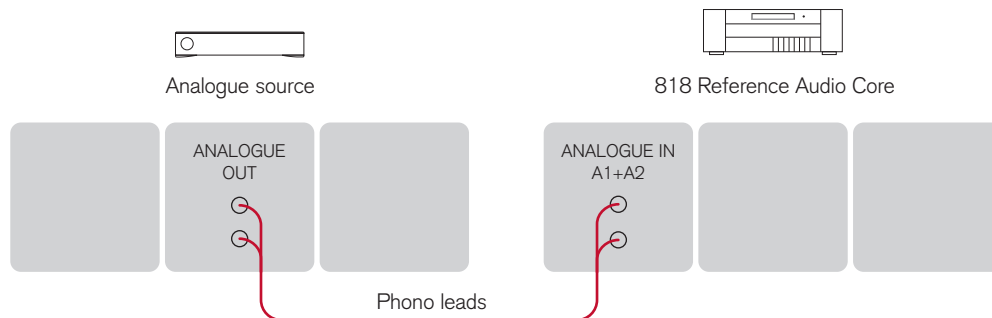 Analogue source
818 Reference Audio Core
ANALOGUE
OUT
ANALOGUE IN
A1+A2
Phono leads